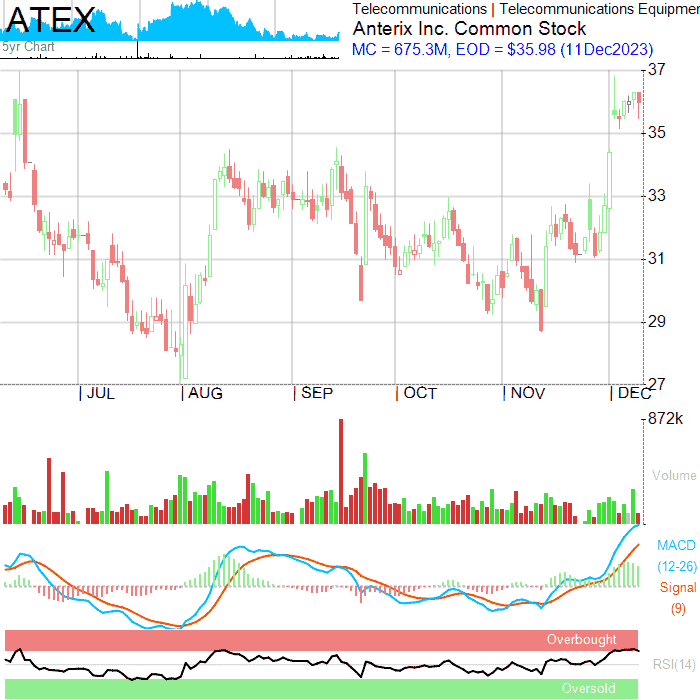 ATEX
5yr Chart
Telecommunications | Telecommunications Equipmen
Anterix Inc. Common Stock
MC = 675.3M, EOD = $35.98 (11Dec2023)
37
35
33
31
29
27
| JUL | AUG | SEP | OCT | NOV | DEC
872k
Volume
MACD
(12-26)
Signal
(9)
Overbought
RSI(14)
Oversold